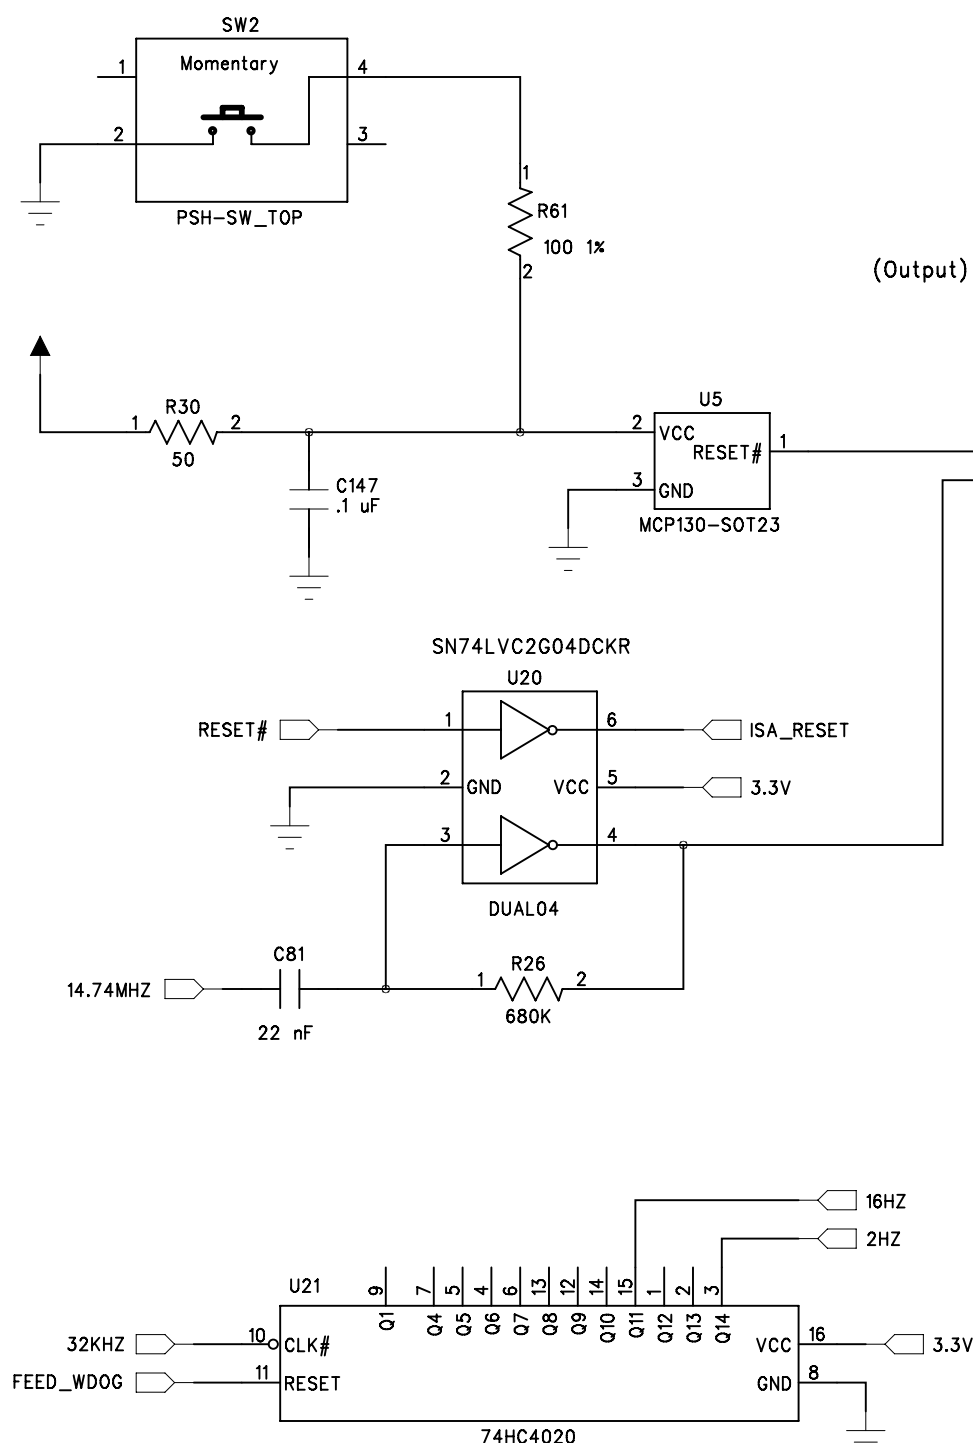 SW2
Momentary
1
4
2
3
PSH-SW_TOP
1
R61
100 1%
2
(Output)
R30
1
2
50
C147
.1 uF
U5
2
VCC
RESET#
1
3
GND
MCP130-SOT23
SN74LVC2G04DCKR
U20
RESET#
1
6
ISA_RESET
2
GND
VCC
5
3.3V
3
4
DUAL04
C81
14.74MHZ
22 nF
R26
1
2
680K
16HZ
2HZ
U21
9
7
5
4
6
13
12
14
15
1
2
3
Q1
Q4
Q5
Q6
Q7
Q8
Q9
Q10
Q11
Q12
Q13
Q14
32KHZ
10
CLK#
VCC
16
3.3V
FEED_WDOG
11
RESET
GND
8
74HC4020